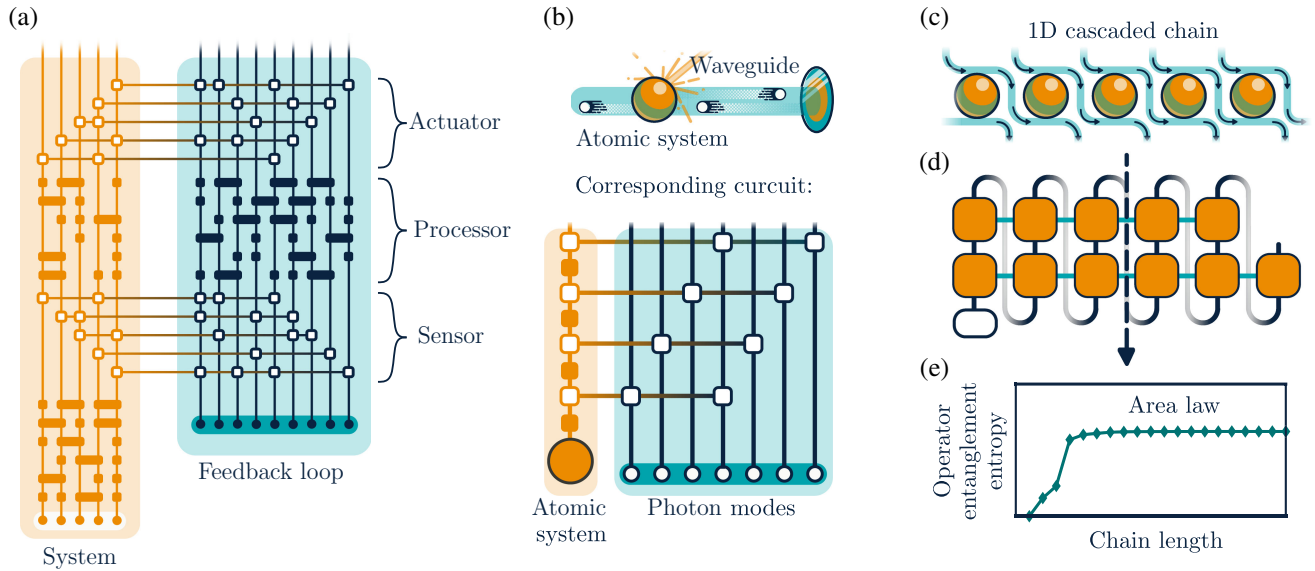 (a)
Actuator
Processor
Sensor
Feedback loop
System
(b)
Waveguide
Atomic system
Corresponding curcuit:
Atomic
system
Photon modes
(c)
1D cascaded chain
(d)
(e)
Operator
entanglement
entropy
Area law
Chain length